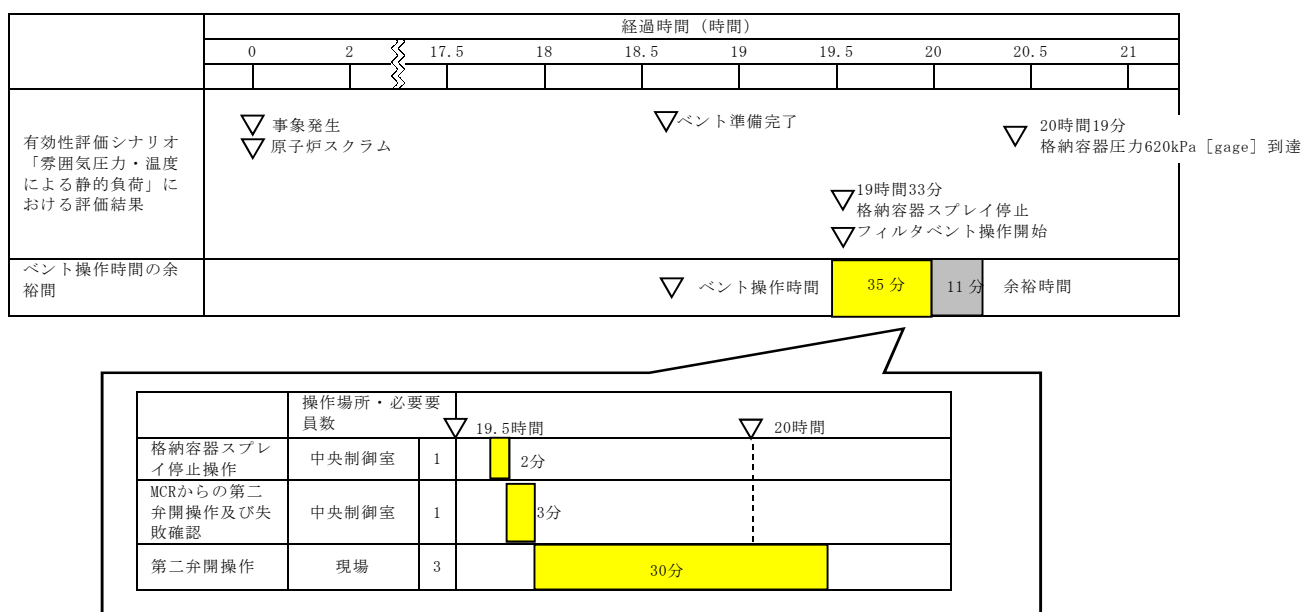 経過時間（時間）
0 2 17.5 18 18.5 19 19.5 20 20.5 21
有効性評価シナリオ
「雰囲気圧力・温度
による静的負荷」に
おける評価結果
事象発生
原子炉スクラム
ベント準備完了
20時間19分
格納容器圧力620kPa［gage］到達
19時間33分
格納容器スプレイ停止
フィルタベント操作開始
ベント操作時間の余
裕間
ベント操作時間
35 分
11 分
余裕時間
操作場所・必要要
員数
19.5時間
20時間
格納容器スプレ
イ停止操作
中央制御室
1
2分
MCRからの第二
弁開操作及び失
敗確認
中央制御室
1
3分
第二弁開操作
現場
3
30分